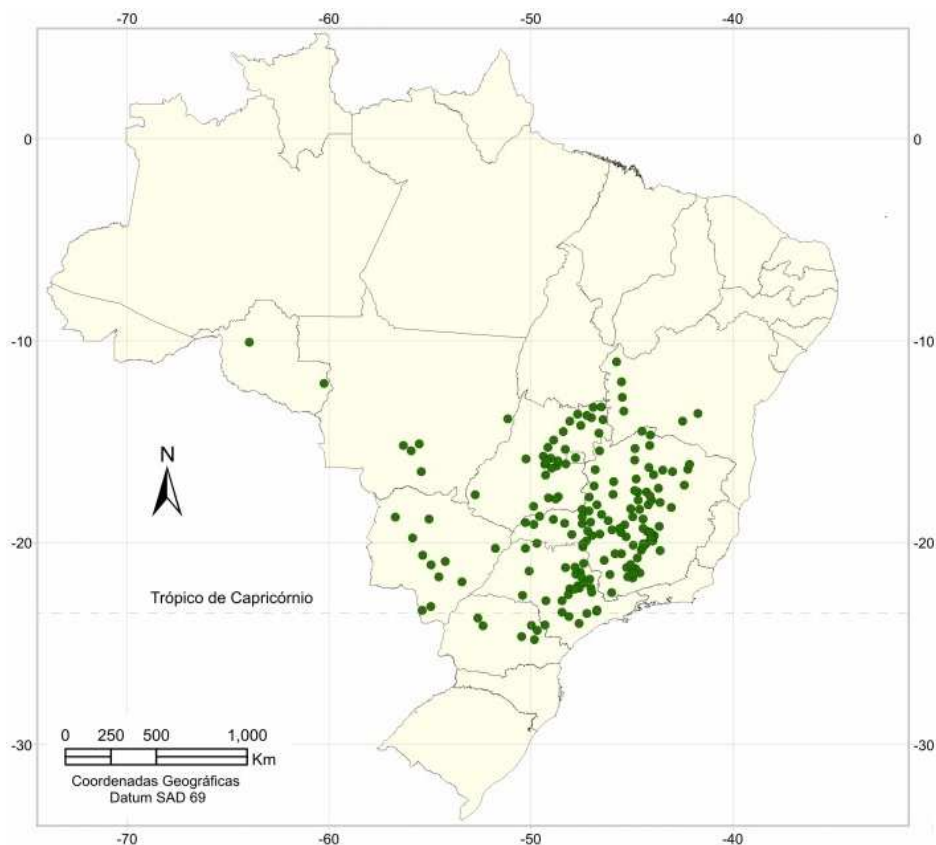 -70 -60 -50 -40
0 0
-10 -10
N
-20 -20
Trópico de Capricórnio
-30 -30
0 250 500 1,000
Km
Coordenadas Geográficas
Datum SAD 69
-70 -60 -50 -40